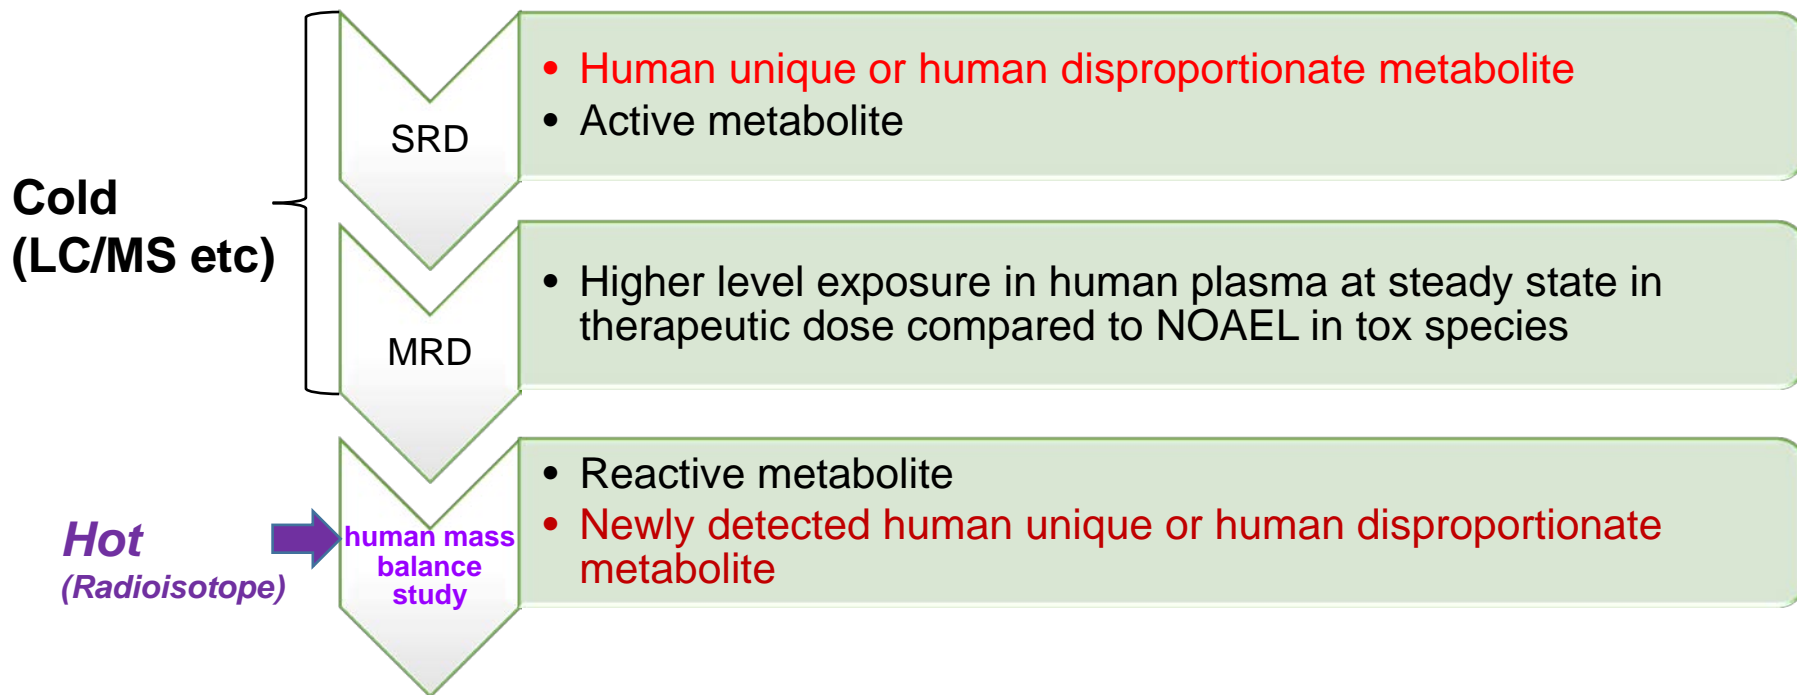 Cold
(LC/MS etc)
SRD
• Human unique or human disproportionate metabolite
• Active metabolite
MRD
• Higher level exposure in human plasma at steady state in
therapeutic dose compared to NOAEL in tox species
Hot
(Radioisotope)
human mass
balance
study
• Reactive metabolite
• Newly detected human unique or human disproportionate
metabolite